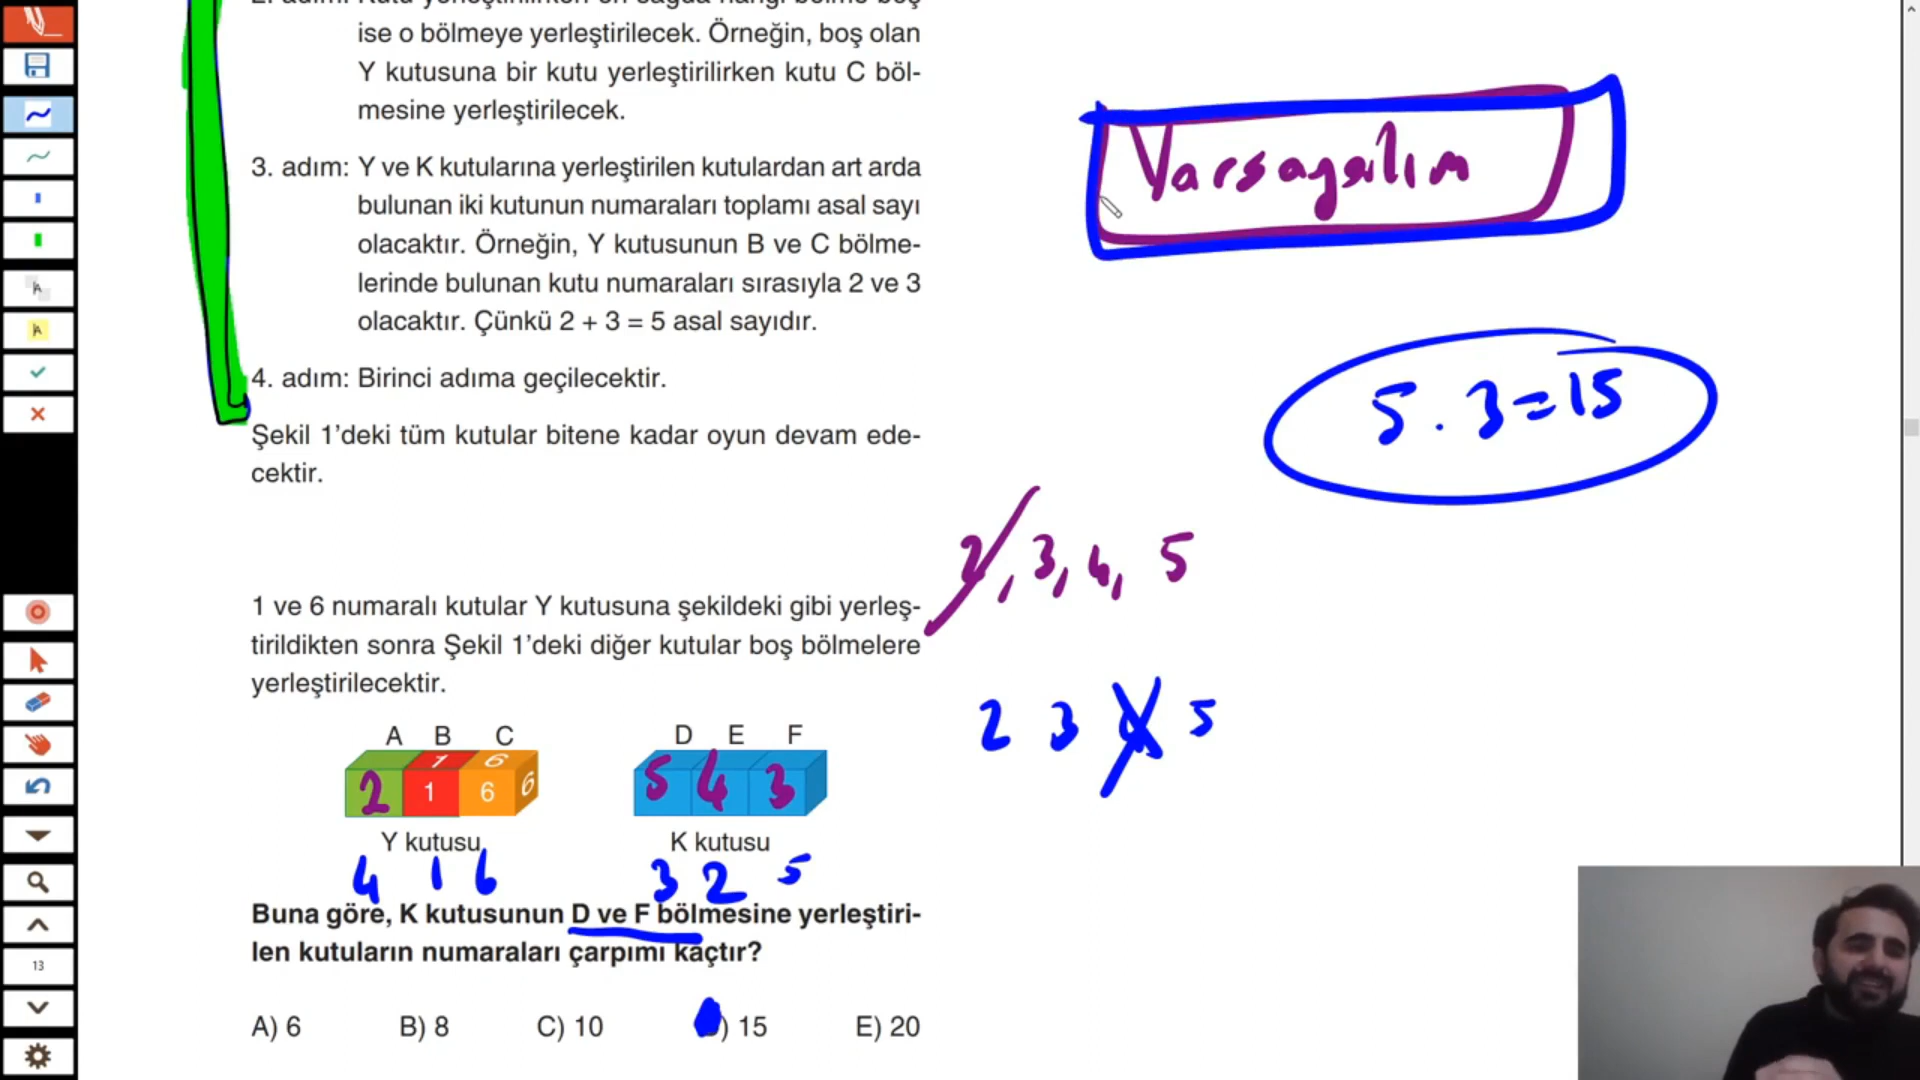 ise o bölmeye yerleştirilecek. Örneğin, boş olan
Y kutusuna bir kutu yerleştirilirken kutu C böl-
mesine yerleştirilecek.
3. adım: Y ve K kutularına yerleştirilen kutulardan art arda
bulunan iki kutunun numaraları toplamı asal sayı
olacaktır. Örneğin, Y kutusunun B ve C bölme-
lerinde bulunan kutu numaraları sırasıyla 2 ve 3
olacaktır. Çünkü 2 + 3 = 5 asal sayıdır.
4. adım: Birinci adıma geçilecektir.
Şekil 1'deki tüm kutular bitene kadar oyun devam ede-
cektir.
Varsayalım
5 . 3 = 15
2, 3, 4, 5
1 ve 6 numaralı kutular Y kutusuna şekildeki gibi yerleş-
tirildikten sonra Şekil 1'deki diğer kutular boş bölmelere
yerleştirilecektir.
2 3 4 5
A B C D E F
1 6
2 1 6 6 5 4 3
Y kutusu K kutusu
4 1 6 3 2 5
Buna göre, K kutusunun D ve F bölmesine yerleştiri-
len kutuların numaraları çarpımı kaçtır?
A) 6 B) 8 C) 10 ) 15 E) 20
13